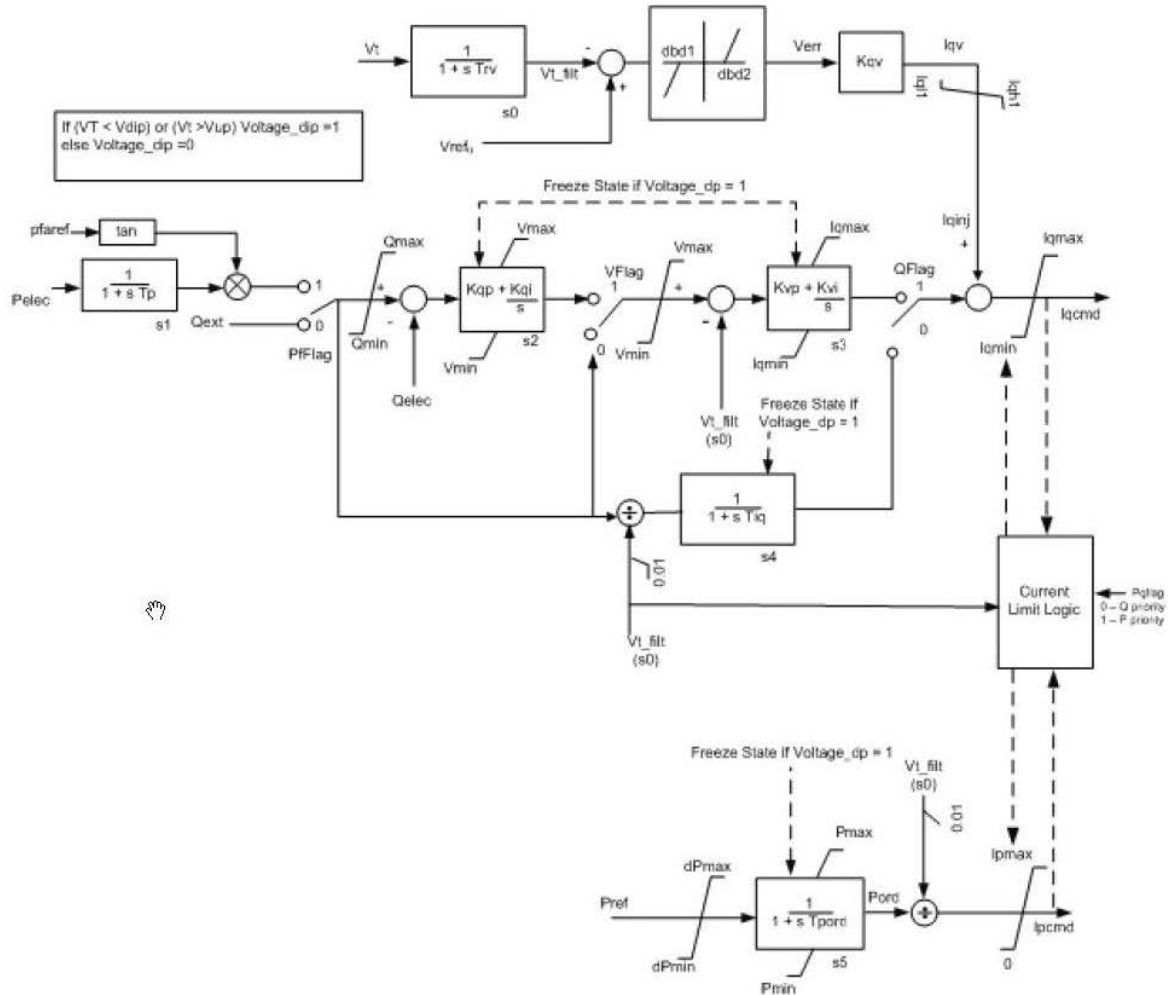 Vt
1
1 + s Trv
s0
-
Vt_filt
+
Vref₀
dbd1
dbd2
Verr
Kqv
Iqv
Iql1
Iqh1
If (VT < Vdip) or (Vt >Vup) Voltage_dip =1
else Voltage_dip =0
Freeze State if Voltage_dp = 1
pfaref
tan
Pelec
1
1 + s Tp
s1
Qext
1
0
PfFlag
Qmax
Qmin
+
-
Qelec
Vmax
Kqp + Kqi
s
s2
Vmin
VFlag
1
0
Vmax
Vmin
+
-
Vt_filt
(s0)
Iqmax
Kvp + Kvi
s
s3
Iqmin
QFlag
1
0
Iqinj
+
Iqmax
Iqmin
Iqcmd
Freeze State if
Voltage_dp = 1
÷
1
1 + s Tiq
s4
0.01
Vt_filt
(s0)
Current
Limit Logic
Pqflag
0 – Q priority
1 – P priority
Freeze State if Voltage_dp = 1
Vt_filt
(s0)
0.01
Pref
dPmax
dPmin
Pmax
1
1 + s Tpord
s5
Pmin
Pord
÷
Ipmax
0
Ipcmd